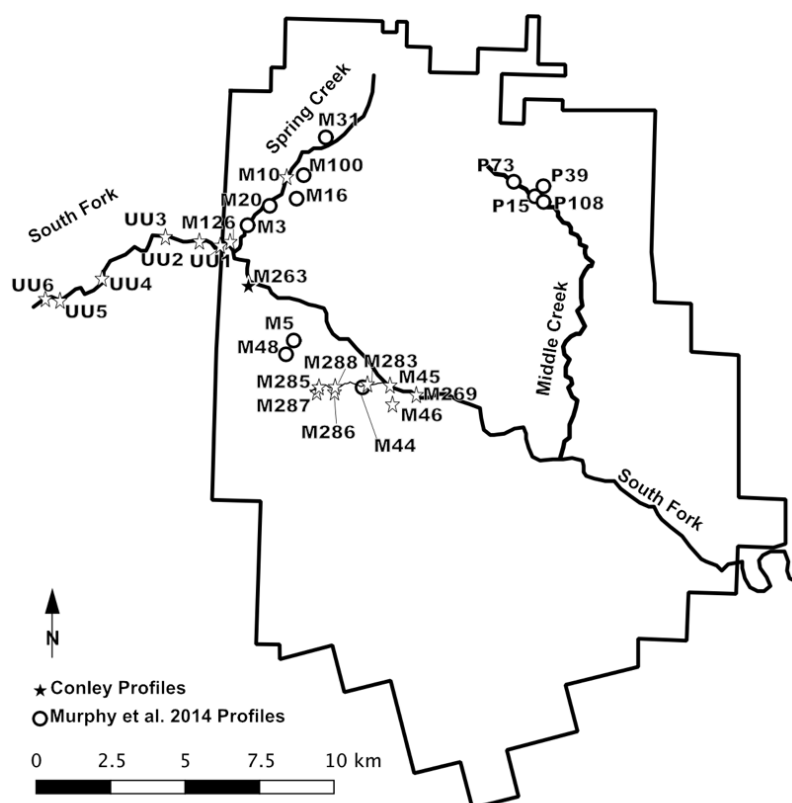 Spring Creek
M31
M10
M100
M16
M20
M3
South Fork
UU3
M126
UU2
UU1
UU4
UU6
UU5
M263
P73
P39
P15
P108
Middle Creek
M5
M48
M288
M283
M285
M45
M287
M269
M286
M46
M44
South Fork
N
Conley Profiles
Murphy et al. 2014 Profiles
0 2.5 5 7.5 10 km